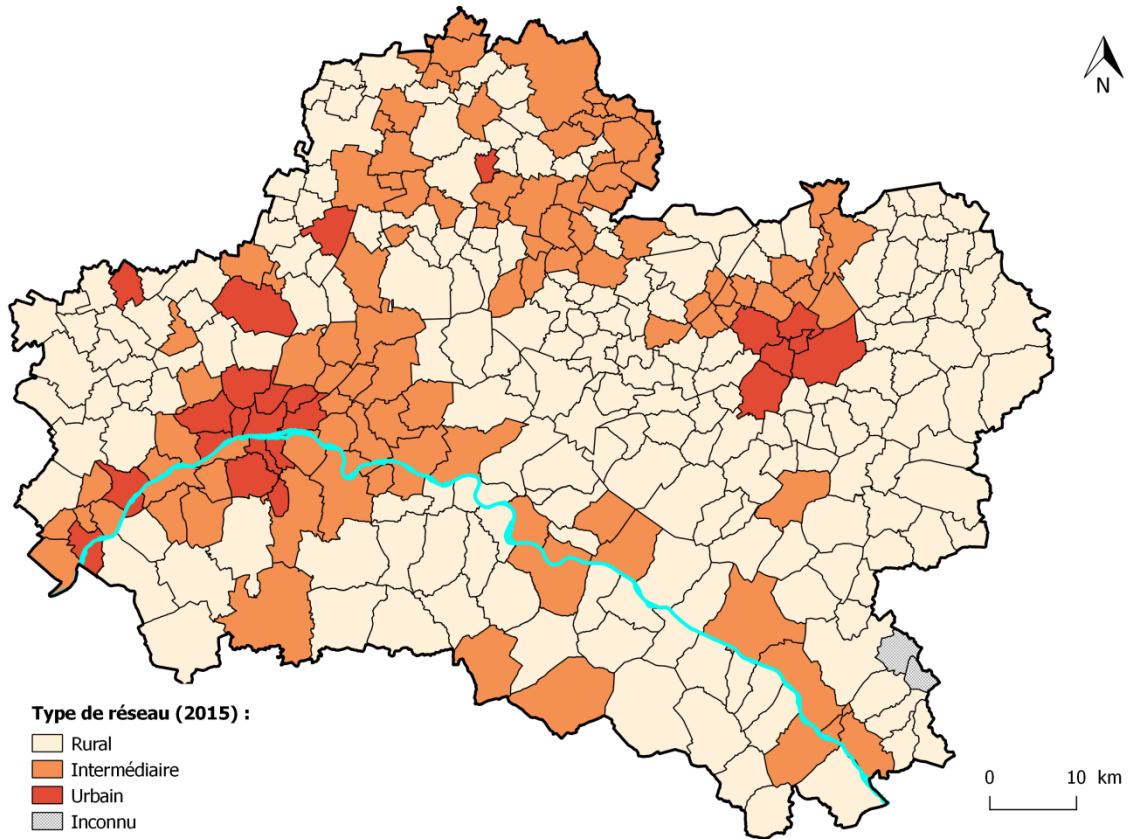 N
Type de réseau (2015) :
Rural
Intermédiaire
Urbain
Inconnu
0 10 km